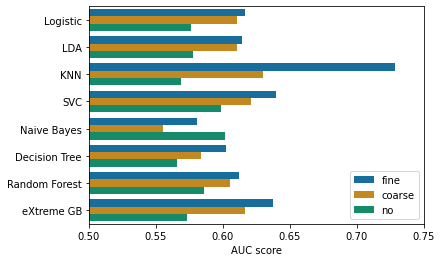 Logistic
LDA
KNN
SVC
Naive Bayes
Decision Tree
Random Forest
eXtreme GB
fine
coarse
no
0.50 0.55 0.60 0.65 0.70 0.75
AUC score